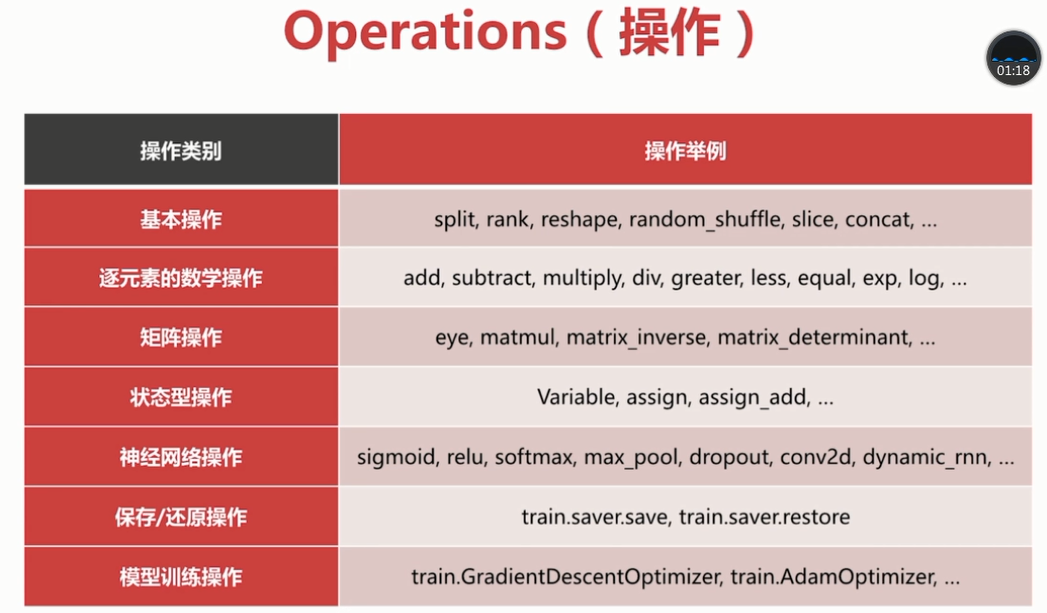 Operations（操作）
01:18
操作类别 操作举例
基本操作 split, rank, reshape, random_shuffle, slice, concat, ...
逐元素的数学操作 add, subtract, multiply, div, greater, less, equal, exp, log, ...
矩阵操作 eye, matmul, matrix_inverse, matrix_determinant, ...
状态型操作 Variable, assign, assign_add, ...
神经网络操作 sigmoid, relu, softmax, max_pool, dropout, conv2d, dynamic_rnn, ...
保存/还原操作 train.saver.save, train.saver.restore
模型训练操作 train.GradientDescentOptimizer, train.AdamOptimizer, ...